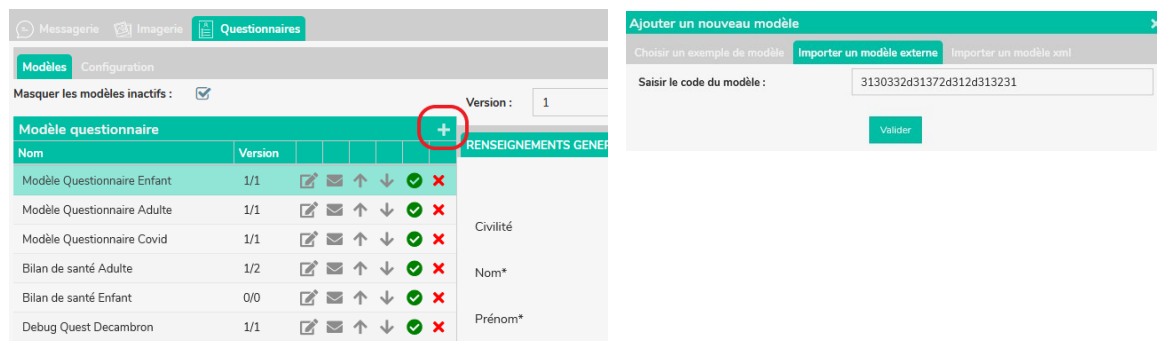 Messagerie Imagerie Questionnaires
Modèles Configuration
Masquer les modèles inactifs :
Modèle questionnaire +
Nom Version
Modèle Questionnaire Enfant 1/1
Modèle Questionnaire Adulte 1/1
Modèle Questionnaire Covid 1/1
Bilan de santé Adulte 1/2
Bilan de santé Enfant 0/0
Debug Quest Decambron 1/1
Version : 1
RENSEIGNEMENTS GENER
Civilité
Nom*
Prénom*
Ajouter un nouveau modèle
Choisir un exemple de modèle Importer un modèle externe Importer un modèle xml
Saisir le code du modèle : 3130332d31372d312d313231
Valider